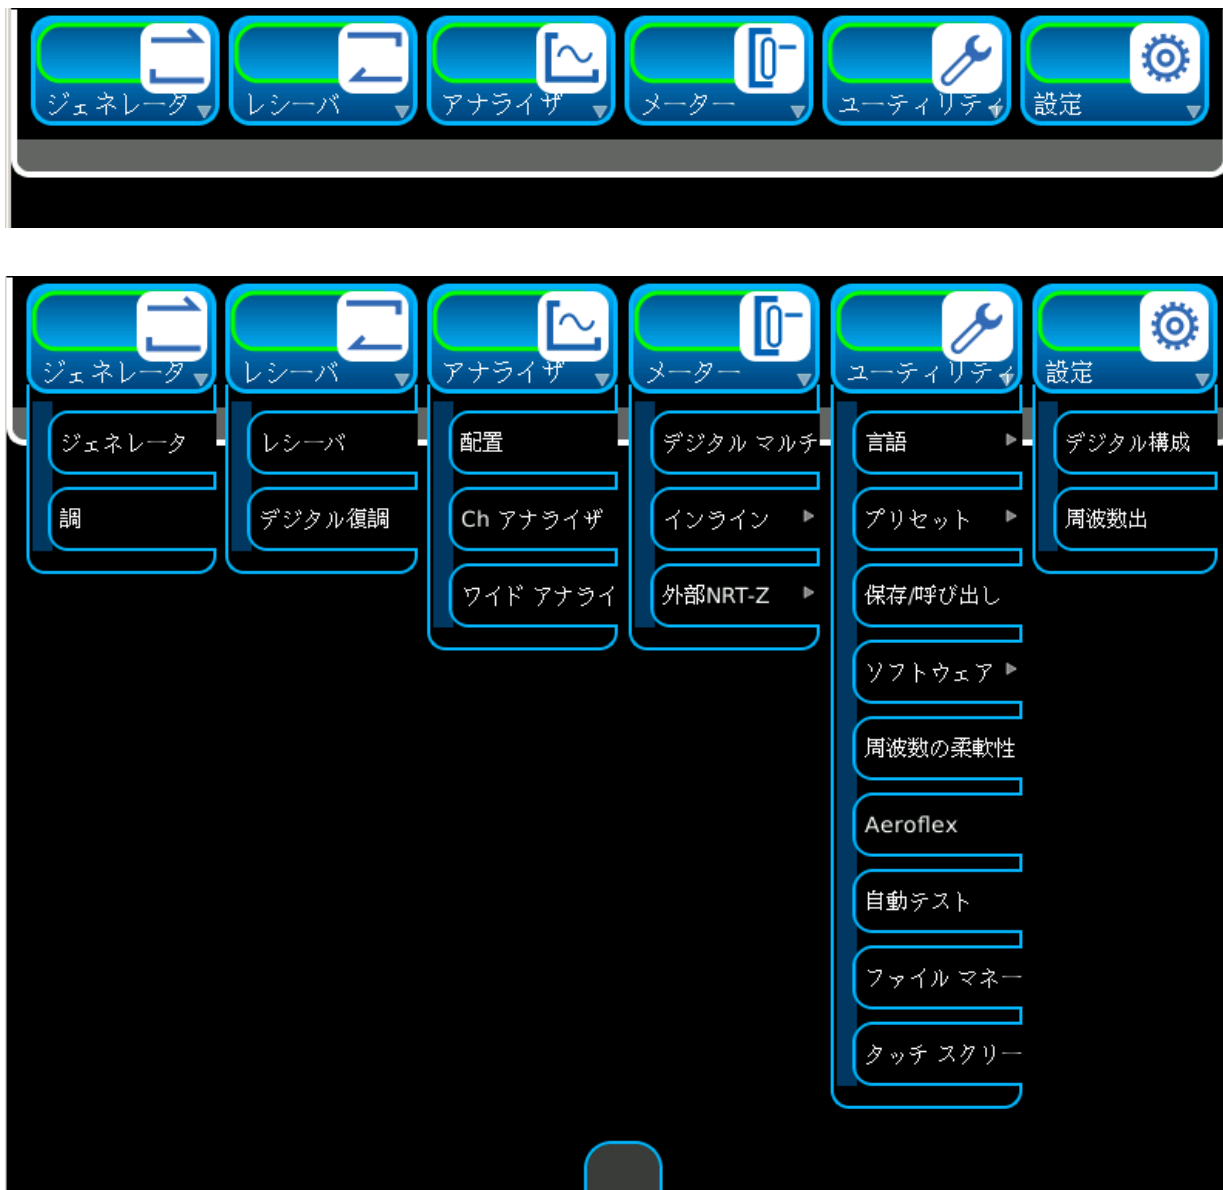 ジェネレータ
レシーバ
アナライザ
メーター
ユーティリティ
設定
ジェネレータ
レシーバ
アナライザ
メーター
ユーティリティ
設定
ジェネレータ
調
レシーバ
デジタル復調
配置
Ch アナライザ
ワイド アナライ
デジタル マルチ
インライン
外部NRT-Z
言語
プリセット
保存/呼び出し
ソフトウェア
周波数の柔軟性
Aeroflex
自動テスト
ファイル マネー
タッチ スクリー
デジタル構成
周波数出